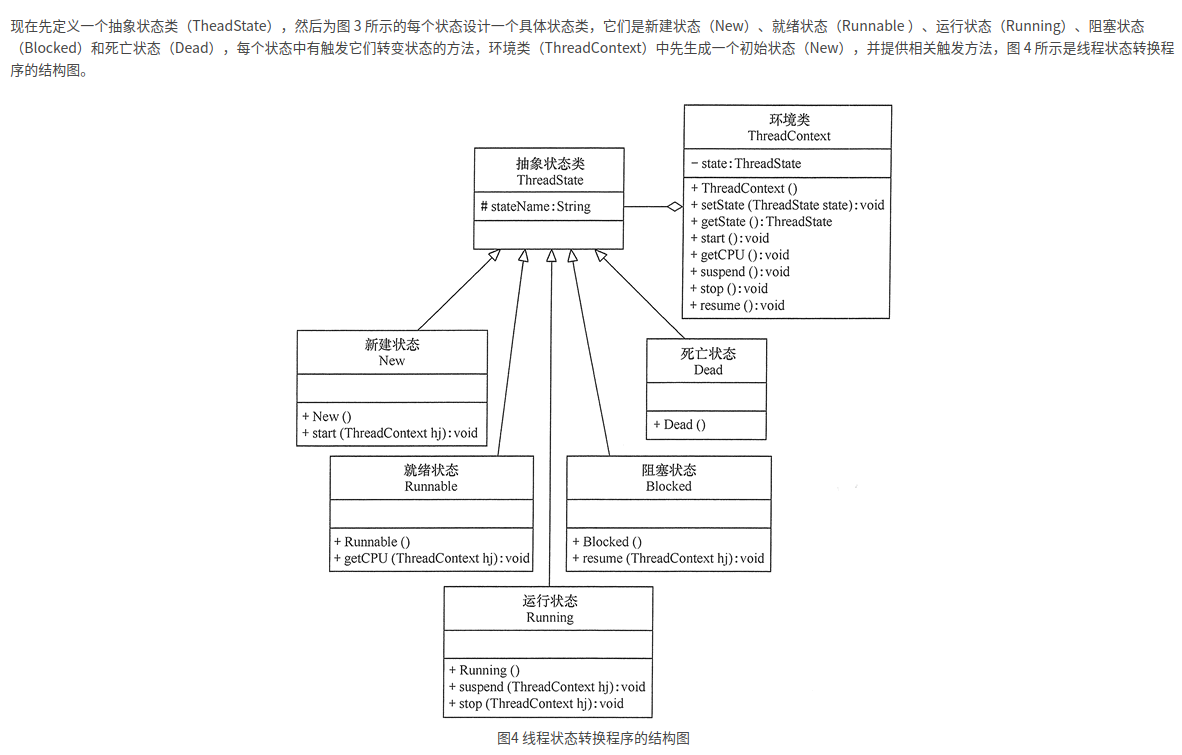 现在先定义一个抽象状态类（TheadState），然后为图 3 所示的每个状态设计一个具体状态类，它们是新建状态（New）、就绪状态（Runnable ）、运行状态（Running）、阻塞状态
（Blocked）和死亡状态（Dead），每个状态中有触发它们转变状态的方法，环境类（ThreadContext）中先生成一个初始状态（New），并提供相关触发方法，图 4 所示是线程状态转换程
序的结构图。
环境类
ThreadContext
− state:ThreadState
+ ThreadContext ()
+ setState (ThreadState state):void
+ getState ():ThreadState
+ start ():void
+ getCPU ():void
+ suspend ():void
+ stop ():void
+ resume ():void
抽象状态类
ThreadState
# stateName:String
新建状态
New
+ New ()
+ start (ThreadContext hj):void
死亡状态
Dead
+ Dead ()
就绪状态
Runnable
+ Runnable ()
+ getCPU (ThreadContext hj):void
阻塞状态
Blocked
+ Blocked ()
+ resume (ThreadContext hj):void
运行状态
Running
+ Running ()
+ suspend (ThreadContext hj):void
+ stop (ThreadContext hj):void
图4 线程状态转换程序的结构图